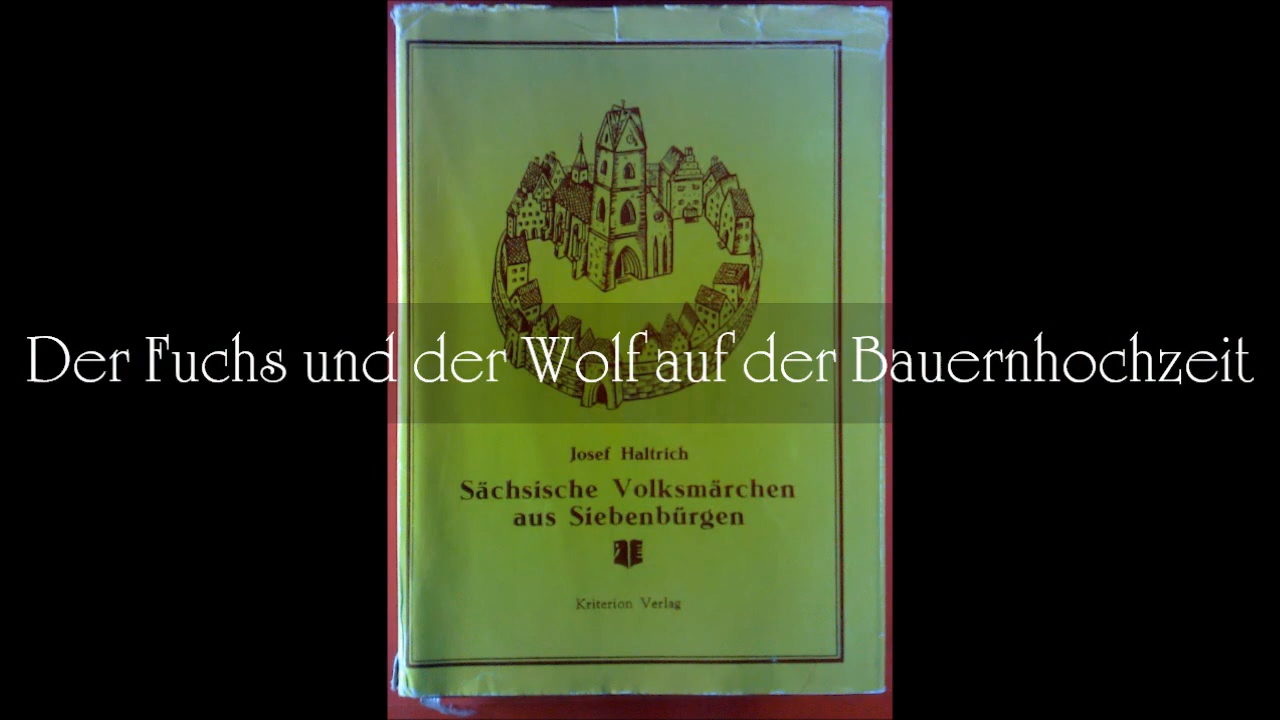 Der Fuchs und der Wolf auf der Bauernhochzeit
Josef Haltrich
Sächsische Volksmärchen
aus Siebenbürgen
Kriterion Verlag